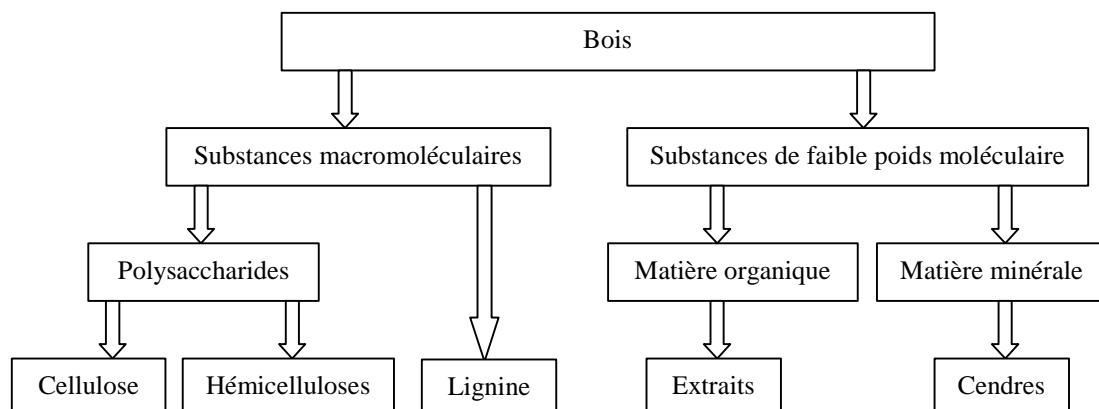 Bois
Substances macromoléculaires
Substances de faible poids moléculaire
Polysaccharides
Matière organique
Matière minérale
Cellulose
Hémicelluloses
Lignine
Extraits
Cendres